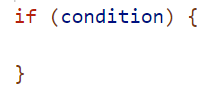 if (condition) {
}